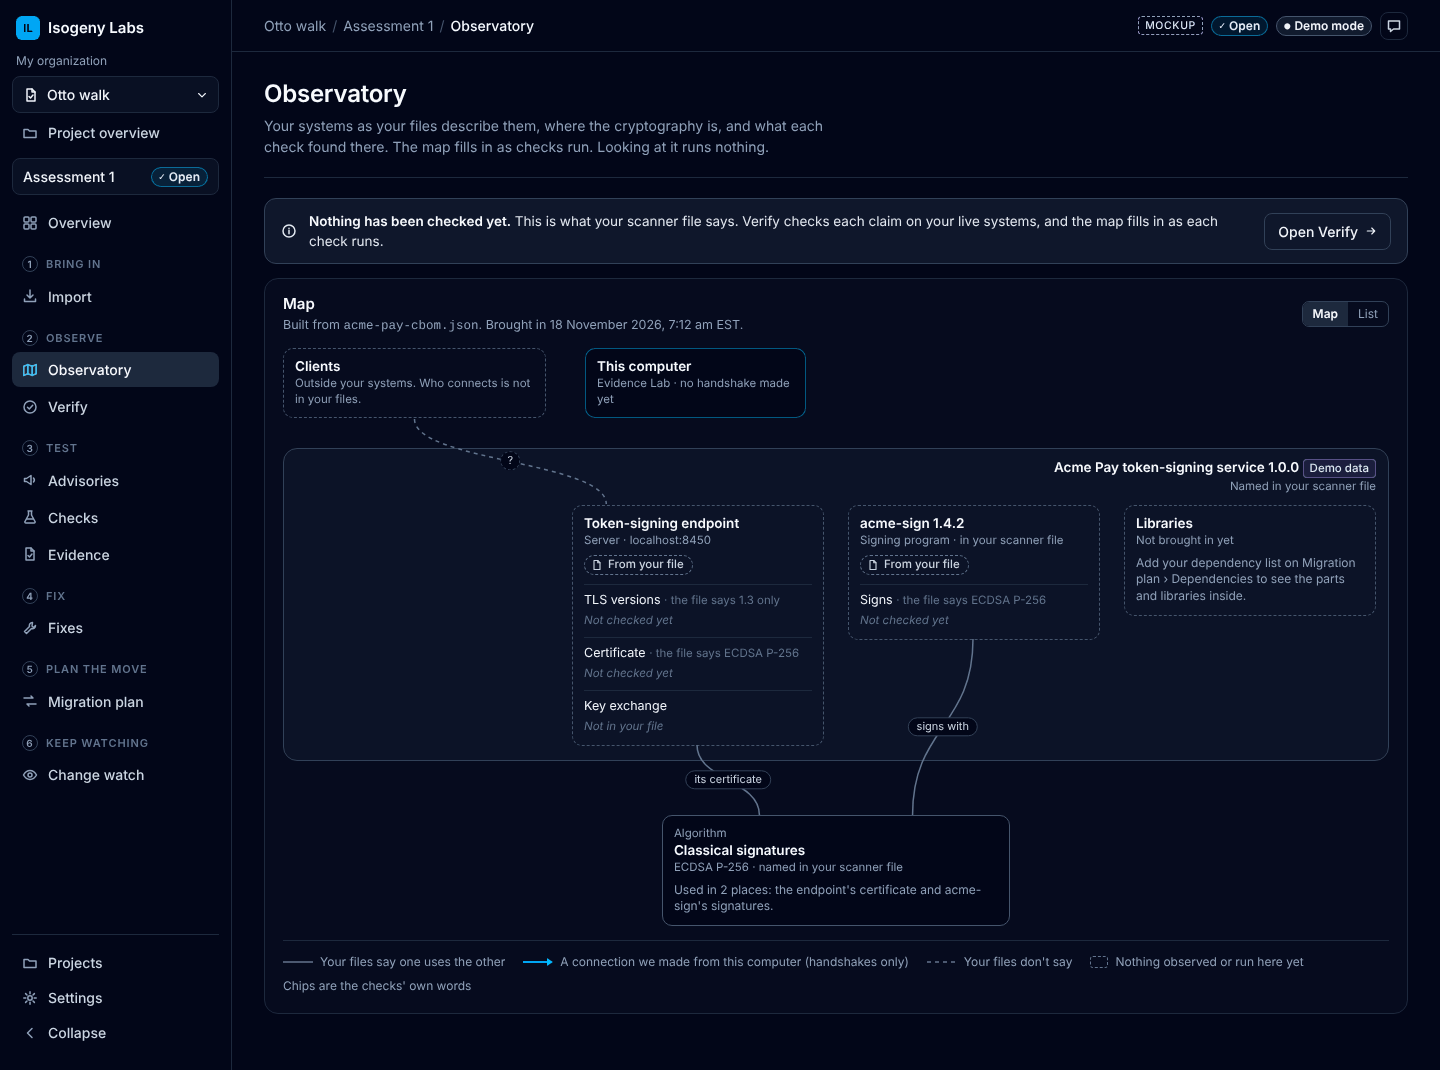 IL Isogeny Labs
My organization
Otto walk
Project overview
Assessment 1 ✓ Open
Overview
1 BRING IN
Import
2 OBSERVE
Observatory
Verify
3 TEST
Advisories
Checks
Evidence
4 FIX
Fixes
5 PLAN THE MOVE
Migration plan
6 KEEP WATCHING
Change watch
Projects
Settings
Collapse
Otto walk / Assessment 1 / Observatory
MOCKUP ✓ Open ● Demo mode
Observatory
Your systems as your files describe them, where the cryptography is, and what each
check found there. The map fills in as checks run. Looking at it runs nothing.
Nothing has been checked yet. This is what your scanner file says. Verify checks each claim on your live systems, and the map fills in as each
check runs.
Open Verify →
Map
Built from acme-pay-cbom.json. Brought in 18 November 2026, 7:12 am EST.
Map List
Clients
Outside your systems. Who connects is not
in your files.
This computer
Evidence Lab · no handshake made
yet
?
Acme Pay token-signing service 1.0.0 Demo data
Named in your scanner file
Token-signing endpoint
Server · localhost:8450
From your file
TLS versions · the file says 1.3 only
Not checked yet
Certificate · the file says ECDSA P-256
Not checked yet
Key exchange
Not in your file
acme-sign 1.4.2
Signing program · in your scanner file
From your file
Signs · the file says ECDSA P-256
Not checked yet
Libraries
Not brought in yet
Add your dependency list on Migration
plan › Dependencies to see the parts
and libraries inside.
signs with
its certificate
Algorithm
Classical signatures
ECDSA P-256 · named in your scanner file
Used in 2 places: the endpoint's certificate and acme-
sign's signatures.
Your files say one uses the other
A connection we made from this computer (handshakes only)
Your files don't say
Nothing observed or run here yet
Chips are the checks' own words